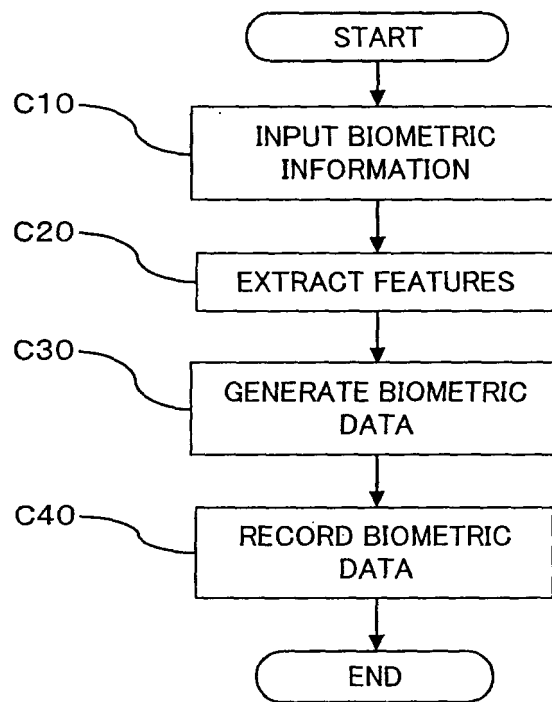 START
C10
INPUT BIOMETRIC
INFORMATION
C20
EXTRACT FEATURES
C30
GENERATE BIOMETRIC
DATA
C40
RECORD BIOMETRIC
DATA
END